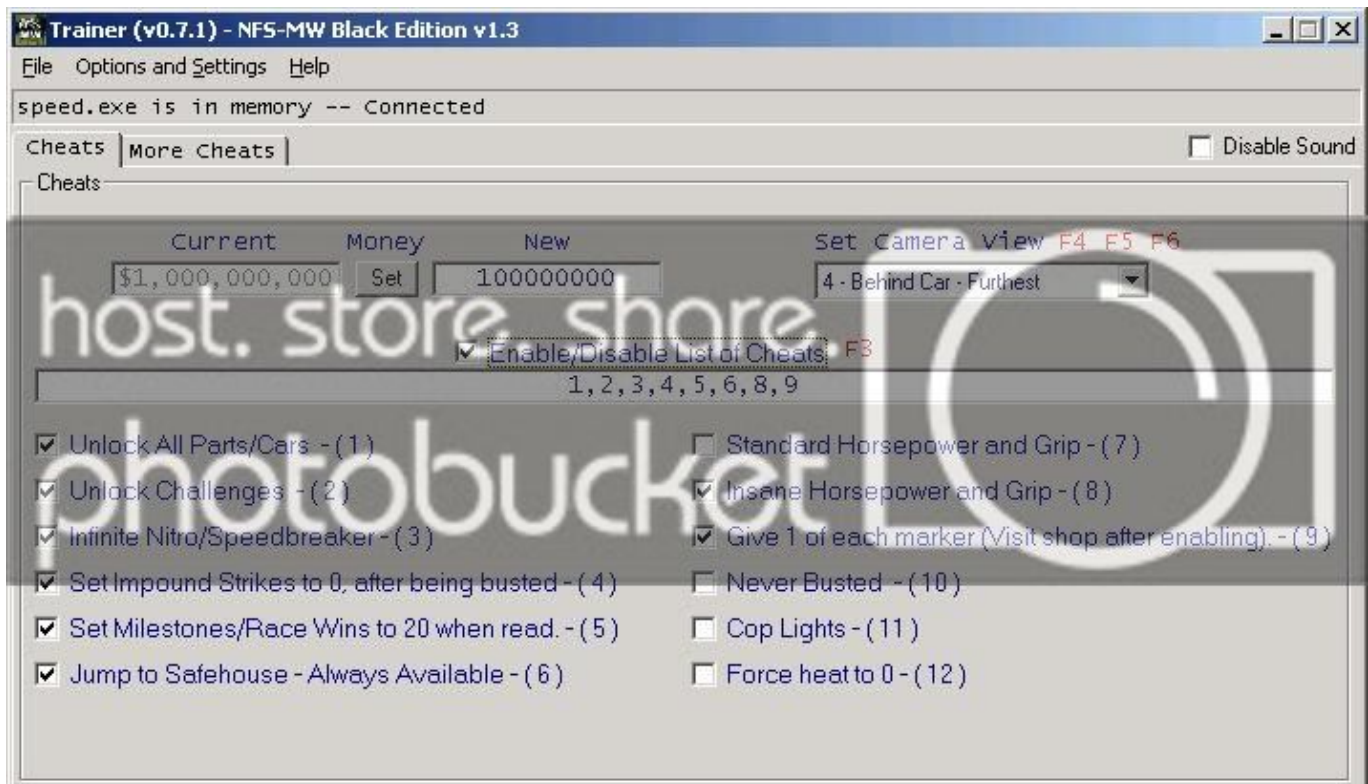 Trainer (v0.7.1) - NFS-MW Black Edition v1.3
File Options and Settings Help
speed.exe is in memory -- Connected
Cheats More Cheats Disable Sound
Cheats
Current Money New Set Camera View F4 F5 F6
$1,000,000,000 Set 100000000 4 - Behind Car - Furthest
host. store. share.
Enable/Disable List of Cheats F3
1,2,3,4,5,6,8,9
photobucket
Unlock All Parts/Cars - (1) Standard Horsepower and Grip - (7)
Unlock Challenges - (2) Insane Horsepower and Grip - (8)
Infinite Nitro/Speedbreaker - (3) Give 1 of each marker (Visit shop after enabling). - (9)
Set Impound Strikes to 0, after being busted - (4) Never Busted - (10)
Set Milestones/Race Wins to 20 when read. - (5) Cop Lights - (11)
Jump to Safehouse - Always Available - (6) Force heat to 0 - (12)